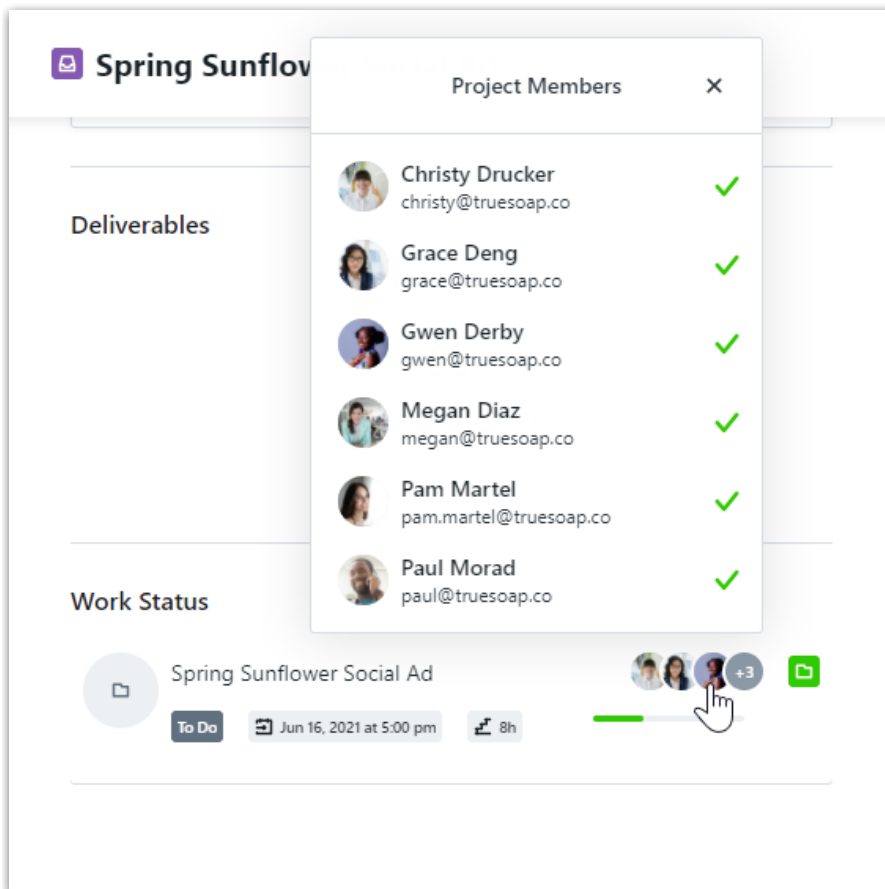 Spring Sunflow
Project Members
Christy Drucker
christy@truesoap.co
Deliverables
Grace Deng
grace@truesoap.co
Gwen Derby
gwen@truesoap.co
Megan Diaz
megan@truesoap.co
Pam Martel
pam.martel@truesoap.co
Paul Morad
paul@truesoap.co
Work Status
Spring Sunflower Social Ad
+3
To Do
Jun 16, 2021 at 5:00 pm
8h